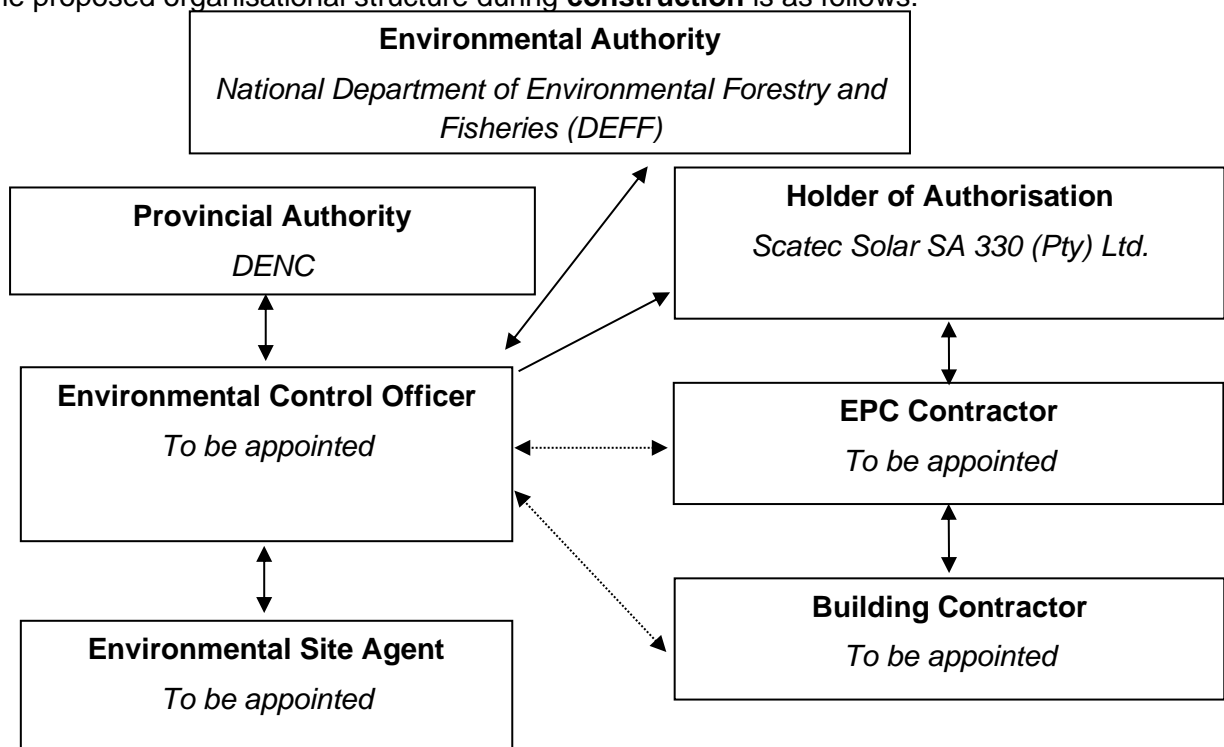 ne proposed organisational structure during construction is as follows:
Environmental Authority
National Department of Environmental Forestry and
Fisheries (DEFF)
Provincial Authority
DENC
Holder of Authorisation
Scatec Solar SA 330 (Pty) Ltd.
Environmental Control Officer
To be appointed
EPC Contractor
To be appointed
Environmental Site Agent
To be appointed
Building Contractor
To be appointed